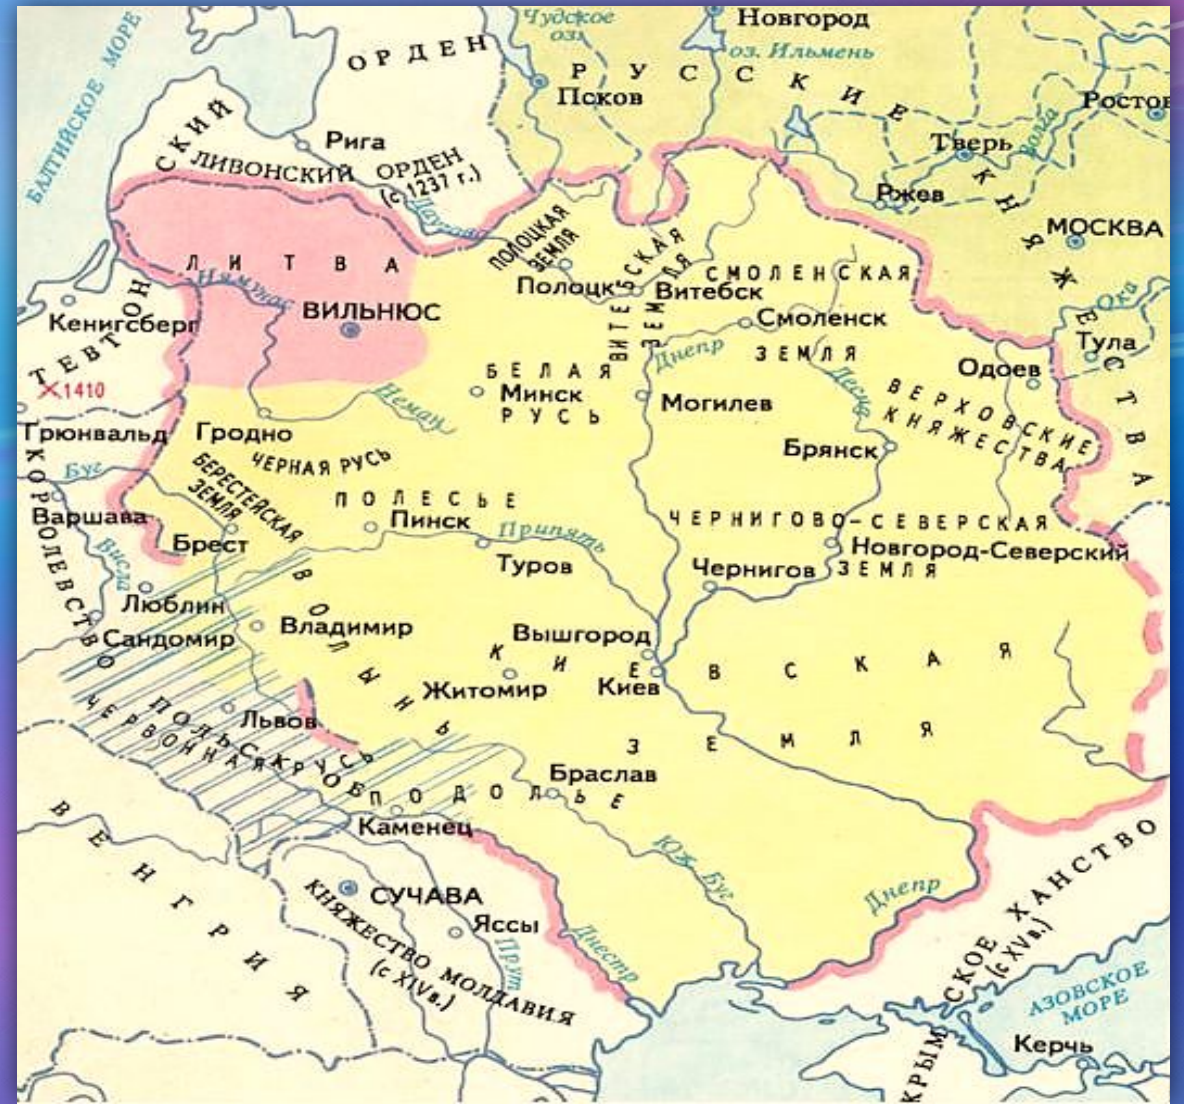 БАЛТИЙСКОЕ МОРЕ
ОРДЕН
Чудское
оз.
Новгород
оз. Ильмень
РУССКИЕ
КНЯЖЕСТВА
Псков
Ростов
Тверь
Волга
Ржев
МОСКВА
Ока
Тула
Рига
СКИЙ
ЛИВОНСКИЙ ОРДЕН
(с 1237 г.)
Даугава
ЛИТВА
Нямунас
ВИЛЬНЮС
ПОЛОЦКАЯ
ЗЕМЛЯ
Полоцк
ВИТЕБСКАЯ
ЗЕМЛЯ
Витебск
СМОЛЕНСКАЯ
Смоленск
ЗЕМЛЯ
Днепр
Десна
Одоев
ВЕРХОВСКИЕ
КНЯЖЕСТВА
Кенигсберг
ТЕВТОН
1410
Грюнвальд
БЕЛАЯ
Минск
РУСЬ
Могилев
Неман
Брянск
Гродно
ЧЕРНАЯ РУСЬ
БЕРЕСТЕЙСКАЯ
ЗЕМЛЯ
Буг
КОРОЛЕВСТВО
Варшава
Висла
Брест
ПОЛЕСЬЕ
Пинск
Припять
Туров
ЧЕРНИГОВО-СЕВЕРСКАЯ
Новгород-Северский
Чернигов
ЗЕМЛЯ
Люблин
Сандомир
ВОЛЫНЬ
Владимир
Вышгород
КИЕВСКАЯ
Житомир
Киев
ЗЕМЛЯ
Львов
ПОЛЬСКАЯ
ЧЕРВОННАЯ РУСЬ
Браслав
ПОДОЛЬЕ
Каменец
ВЕНГРИЯ
СУЧАВА
КНЯЖЕСТВО МОЛДАВИЯ
(с XIV в.)
Яссы
Прут
Днестр
Юж. Буг
Днепр
КРЫМСКОЕ ХАНСТВО
(с XV в.)
АЗОВСКОЕ
МОРЕ
Керчь